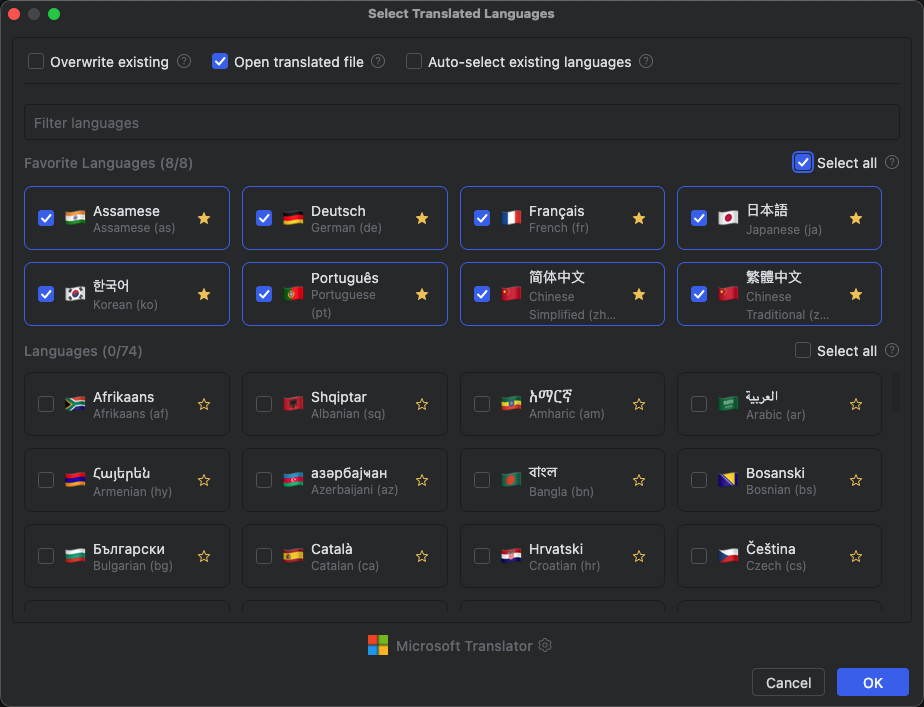 Select Translated Languages
Overwrite existing ? Open translated file ? Auto-select existing languages ?
Filter languages
Favorite Languages (8/8) Select all ?
Assamese
Assamese (as)
Deutsch
German (de)
Français
French (fr)
日本語
Japanese (ja)
한국어
Korean (ko)
Português
Portuguese
(pt)
简体中文
Chinese
Simplified (zh...
繁體中文
Chinese
Traditional (z...
Languages (0/74) Select all ?
Afrikaans
Afrikaans (af)
Shqiptar
Albanian (sq)
አማርኛ
Amharic (am)
العربية
Arabic (ar)
Հայերեն
Armenian (hy)
азәрбајҹан
Azerbaijani (az)
বাংল
Bangla (bn)
Bosanski
Bosnian (bs)
Български
Bulgarian (bg)
Català
Catalan (ca)
Hrvatski
Croatian (hr)
Čeština
Czech (cs)
Microsoft Translator
Cancel OK